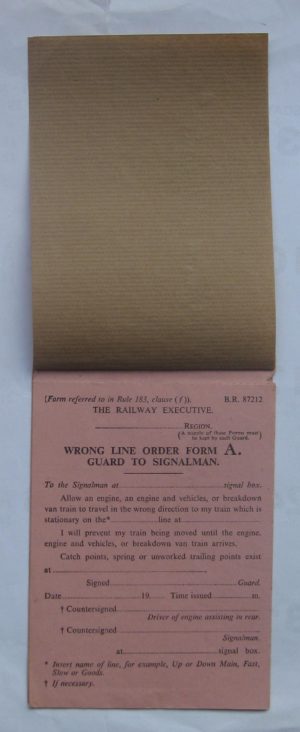 (Form referred to in Rule 183, clause (f)). B.R. 87212
THE RAILWAY EXECUTIVE.
REGION.
(A supply of these Forms must
be kept by each Guard.
WRONG LINE ORDER FORM A.
GUARD TO SIGNALMAN.
To the Signalman at signal box.
Allow an engine, an engine and vehicles, or breakdown
van train to travel in the wrong direction to my train which is
stationary on the* line at
I will prevent my train being moved until the engine,
engine and vehicles, or breakdown van train arrives.
Catch points, spring or unworked trailing points exist
at
Signed Guard.
Date 19 Time issued m.
† Countersigned
Driver of engine assisting in rear.
† Countersigned
Signalman.
at signal box.
* Insert name of line, for example, Up or Down Main, Fast,
Slow or Goods.
† If necessary.